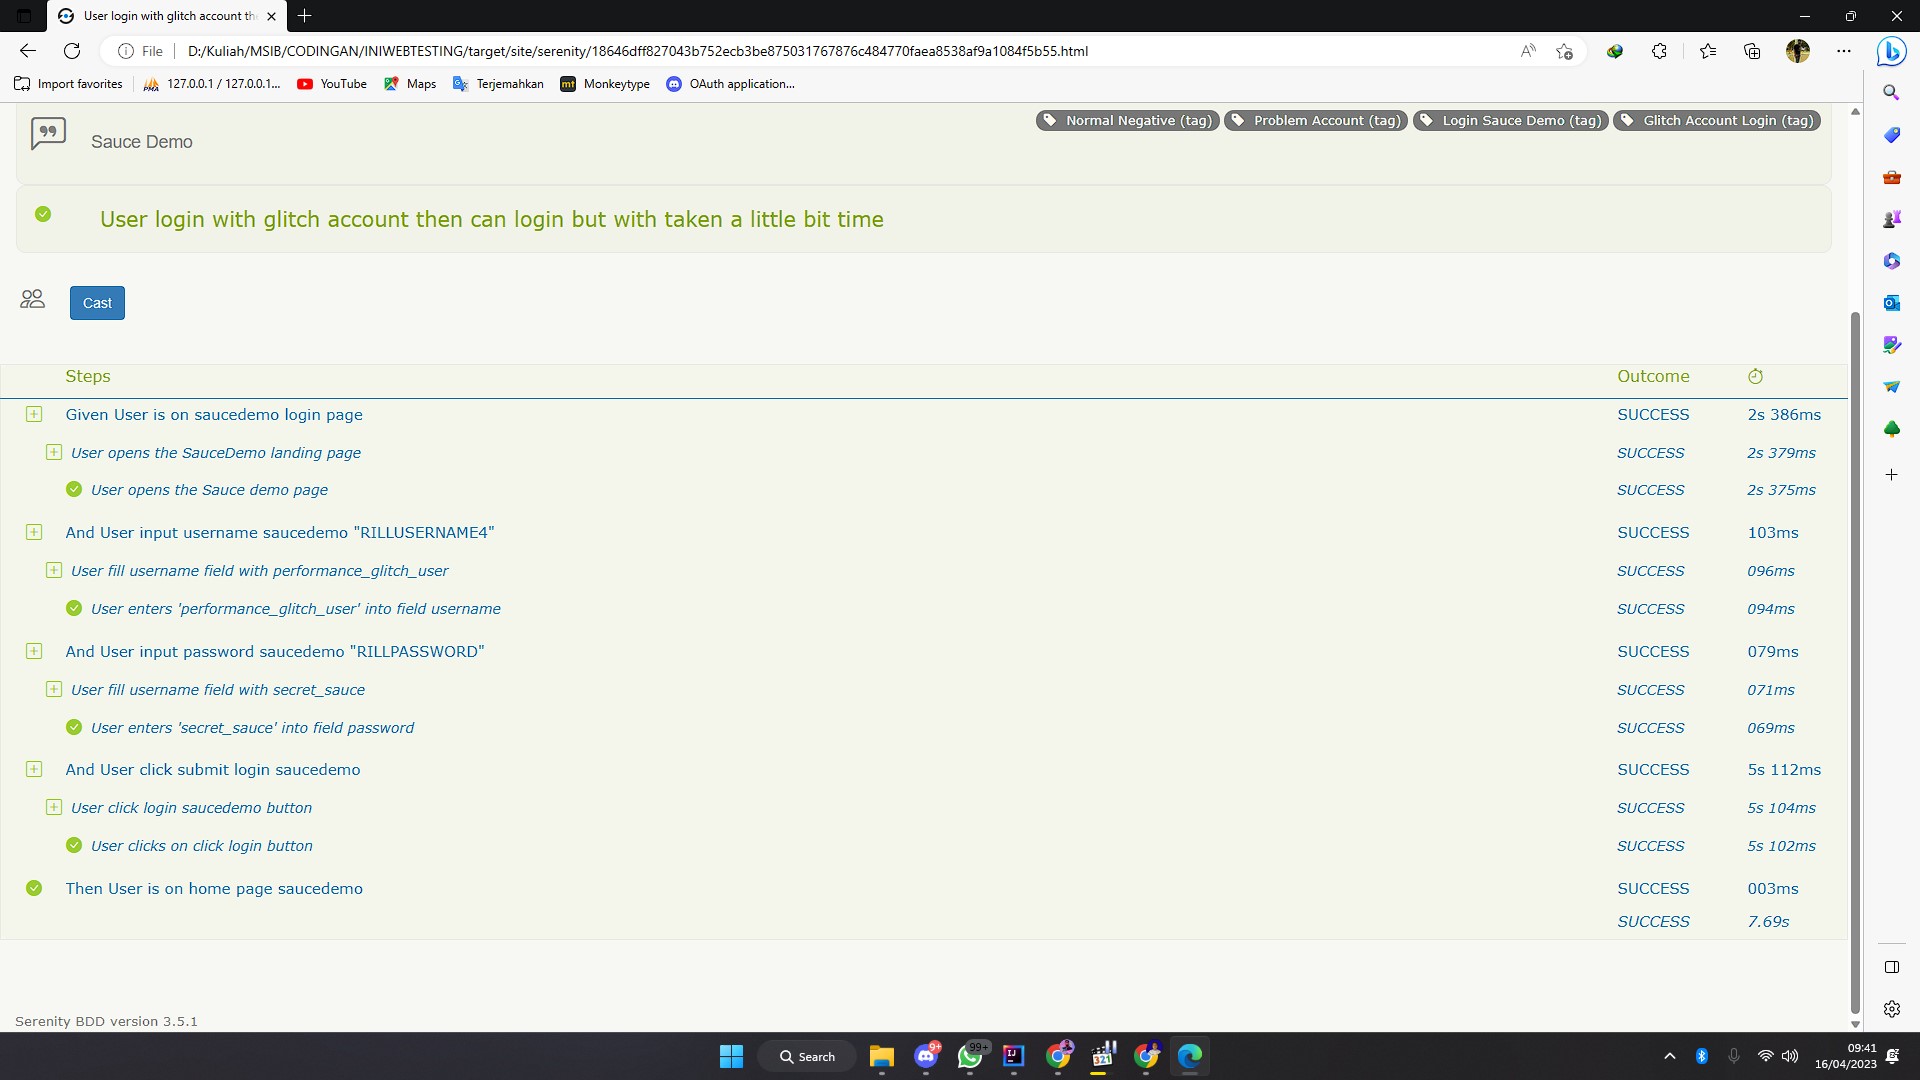 User login with glitch account th
File
D:/Kuliah/MSIB/CODINGAN/INIWEBTESTING/target/site/serenity/18646dff827043b752ecb3be875031767876c484770faea8538af9a1084f5b55.html
Import favorites
127.0.0.1 / 127.0.0.1...
YouTube
Maps
Terjemahkan
mt Monkeytype
OAuth application...
Normal Negative (tag)
Problem Account (tag)
Login Sauce Demo (tag)
Glitch Account Login (tag)
Sauce Demo
User login with glitch account then can login but with taken a little bit time
Cast
Steps Outcome
Given User is on saucedemo login page SUCCESS 2s 386ms
User opens the SauceDemo landing page SUCCESS 2s 379ms
User opens the Sauce demo page SUCCESS 2s 375ms
And User input username saucedemo "RILLUSERNAME4" SUCCESS 103ms
User fill username field with performance_glitch_user SUCCESS 096ms
User enters 'performance_glitch_user' into field username SUCCESS 094ms
And User input password saucedemo "RILLPASSWORD" SUCCESS 079ms
User fill username field with secret_sauce SUCCESS 071ms
User enters 'secret_sauce' into field password SUCCESS 069ms
And User click submit login saucedemo SUCCESS 5s 112ms
User click login saucedemo button SUCCESS 5s 104ms
User clicks on click login button SUCCESS 5s 102ms
Then User is on home page saucedemo SUCCESS 003ms
SUCCESS 7.69s
Serenity BDD version 3.5.1
Search
9+
99+
IJ
321
09:41
16/04/2023